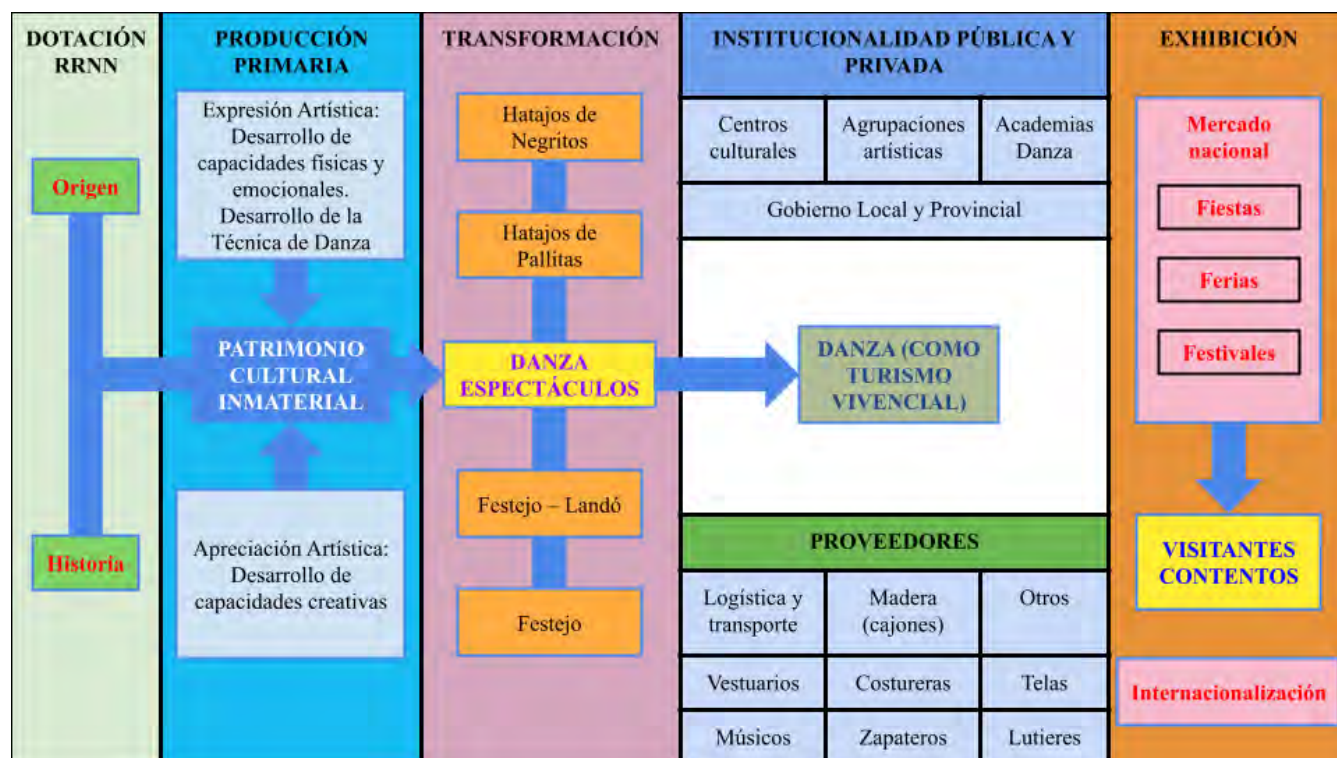 DOTACIÓN
RRNN
Origen
Historia
PRODUCCIÓN
PRIMARIA
Expresión Artística:
Desarrollo de
capacidades físicas y
emocionales.
Desarrollo de la
Técnica de Danza
PATRIMONIO
CULTURAL
INMATERIAL
Apreciación Artística:
Desarrollo de
capacidades creativas
TRANSFORMACIÓN
Hatajos de
Negritos
Hatajos de
Pallitas
DANZA
ESPECTÁCULOS
Festejo – Landó
Festejo
INSTITUCIONALIDAD PÚBLICA Y
PRIVADA
Centros
culturales
Agrupaciones
artísticas
Academias
Danza
Gobierno Local y Provincial
DANZA (COMO
TURISMO
VIVENCIAL)
PROVEEDORES
Logística y
transporte
Madera
(cajones)
Otros
Vestuarios
Costureras
Telas
Músicos
Zapateros
Lutieres
EXHIBICIÓN
Mercado
nacional
Fiestas
Ferias
Festivales
VISITANTES
CONTENTOS
Internacionalización